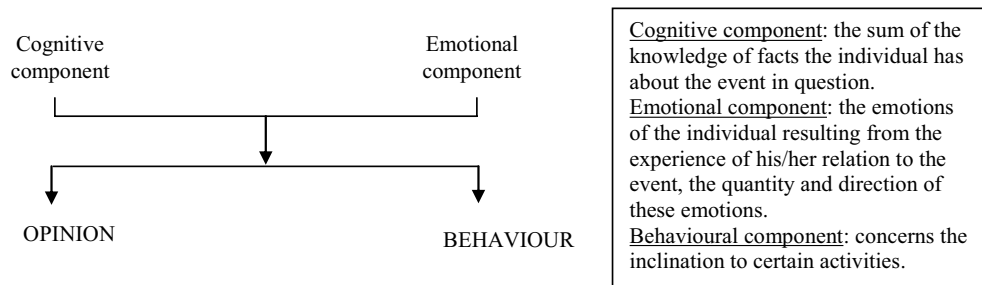 Cognitive
component
Emotional
component
OPINION
BEHAVIOUR
Cognitive component: the sum of the
knowledge of facts the individual has
about the event in question.
Emotional component: the emotions
of the individual resulting from the
experience of his/her relation to the
event, the quantity and direction of
these emotions.
Behavioural component: concerns the
inclination to certain activities.